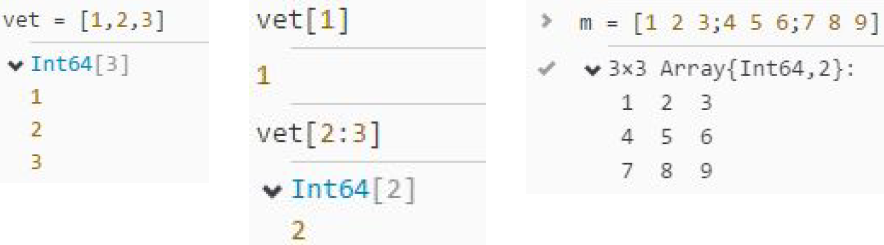 vet = [1,2,3]
Int64[3]
1
2
3
vet[1]
1
vet[2:3]
Int64[2]
2
m = [1 2 3;4 5 6;7 8 9]
3×3 Array{Int64,2}:
1 2 3
4 5 6
7 8 9